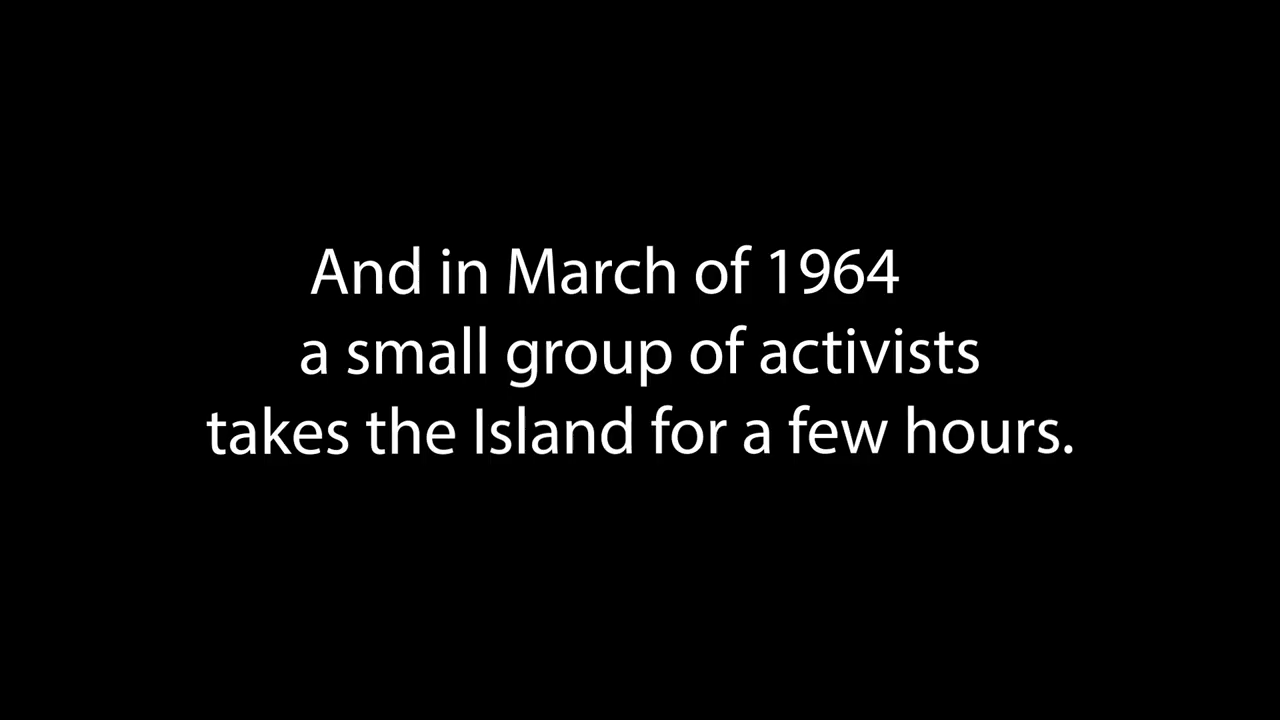 And in March of 1964
a small group of activists
takes the Island for a few hours.